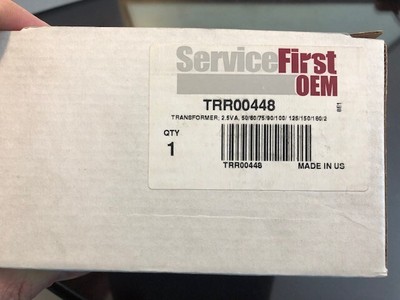 ServiceFirst
OEM
TRR00448
TRANSFORMER; 2.5VA, 50/60/75/90/100/ 125/150/160/2
QTY
1
TRR00448 MADE IN US